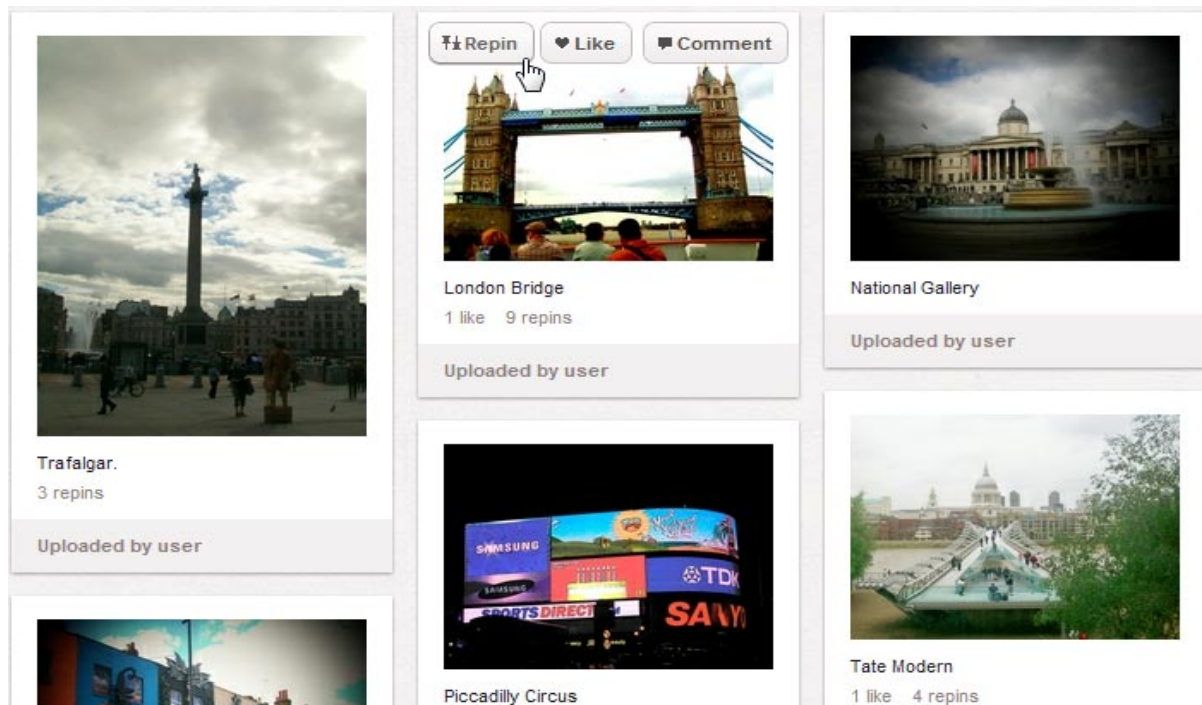 Trafalgar.
3 repins
Uploaded by user
Repin
Like
Comment
London Bridge
1 like 9 repins
Uploaded by user
SAMSUNG
SAMSUNG
TDK
SPORTS DIRECT
SANYO
Piccadilly Circus
National Gallery
Uploaded by user
Tate Modern
1 like 4 repins